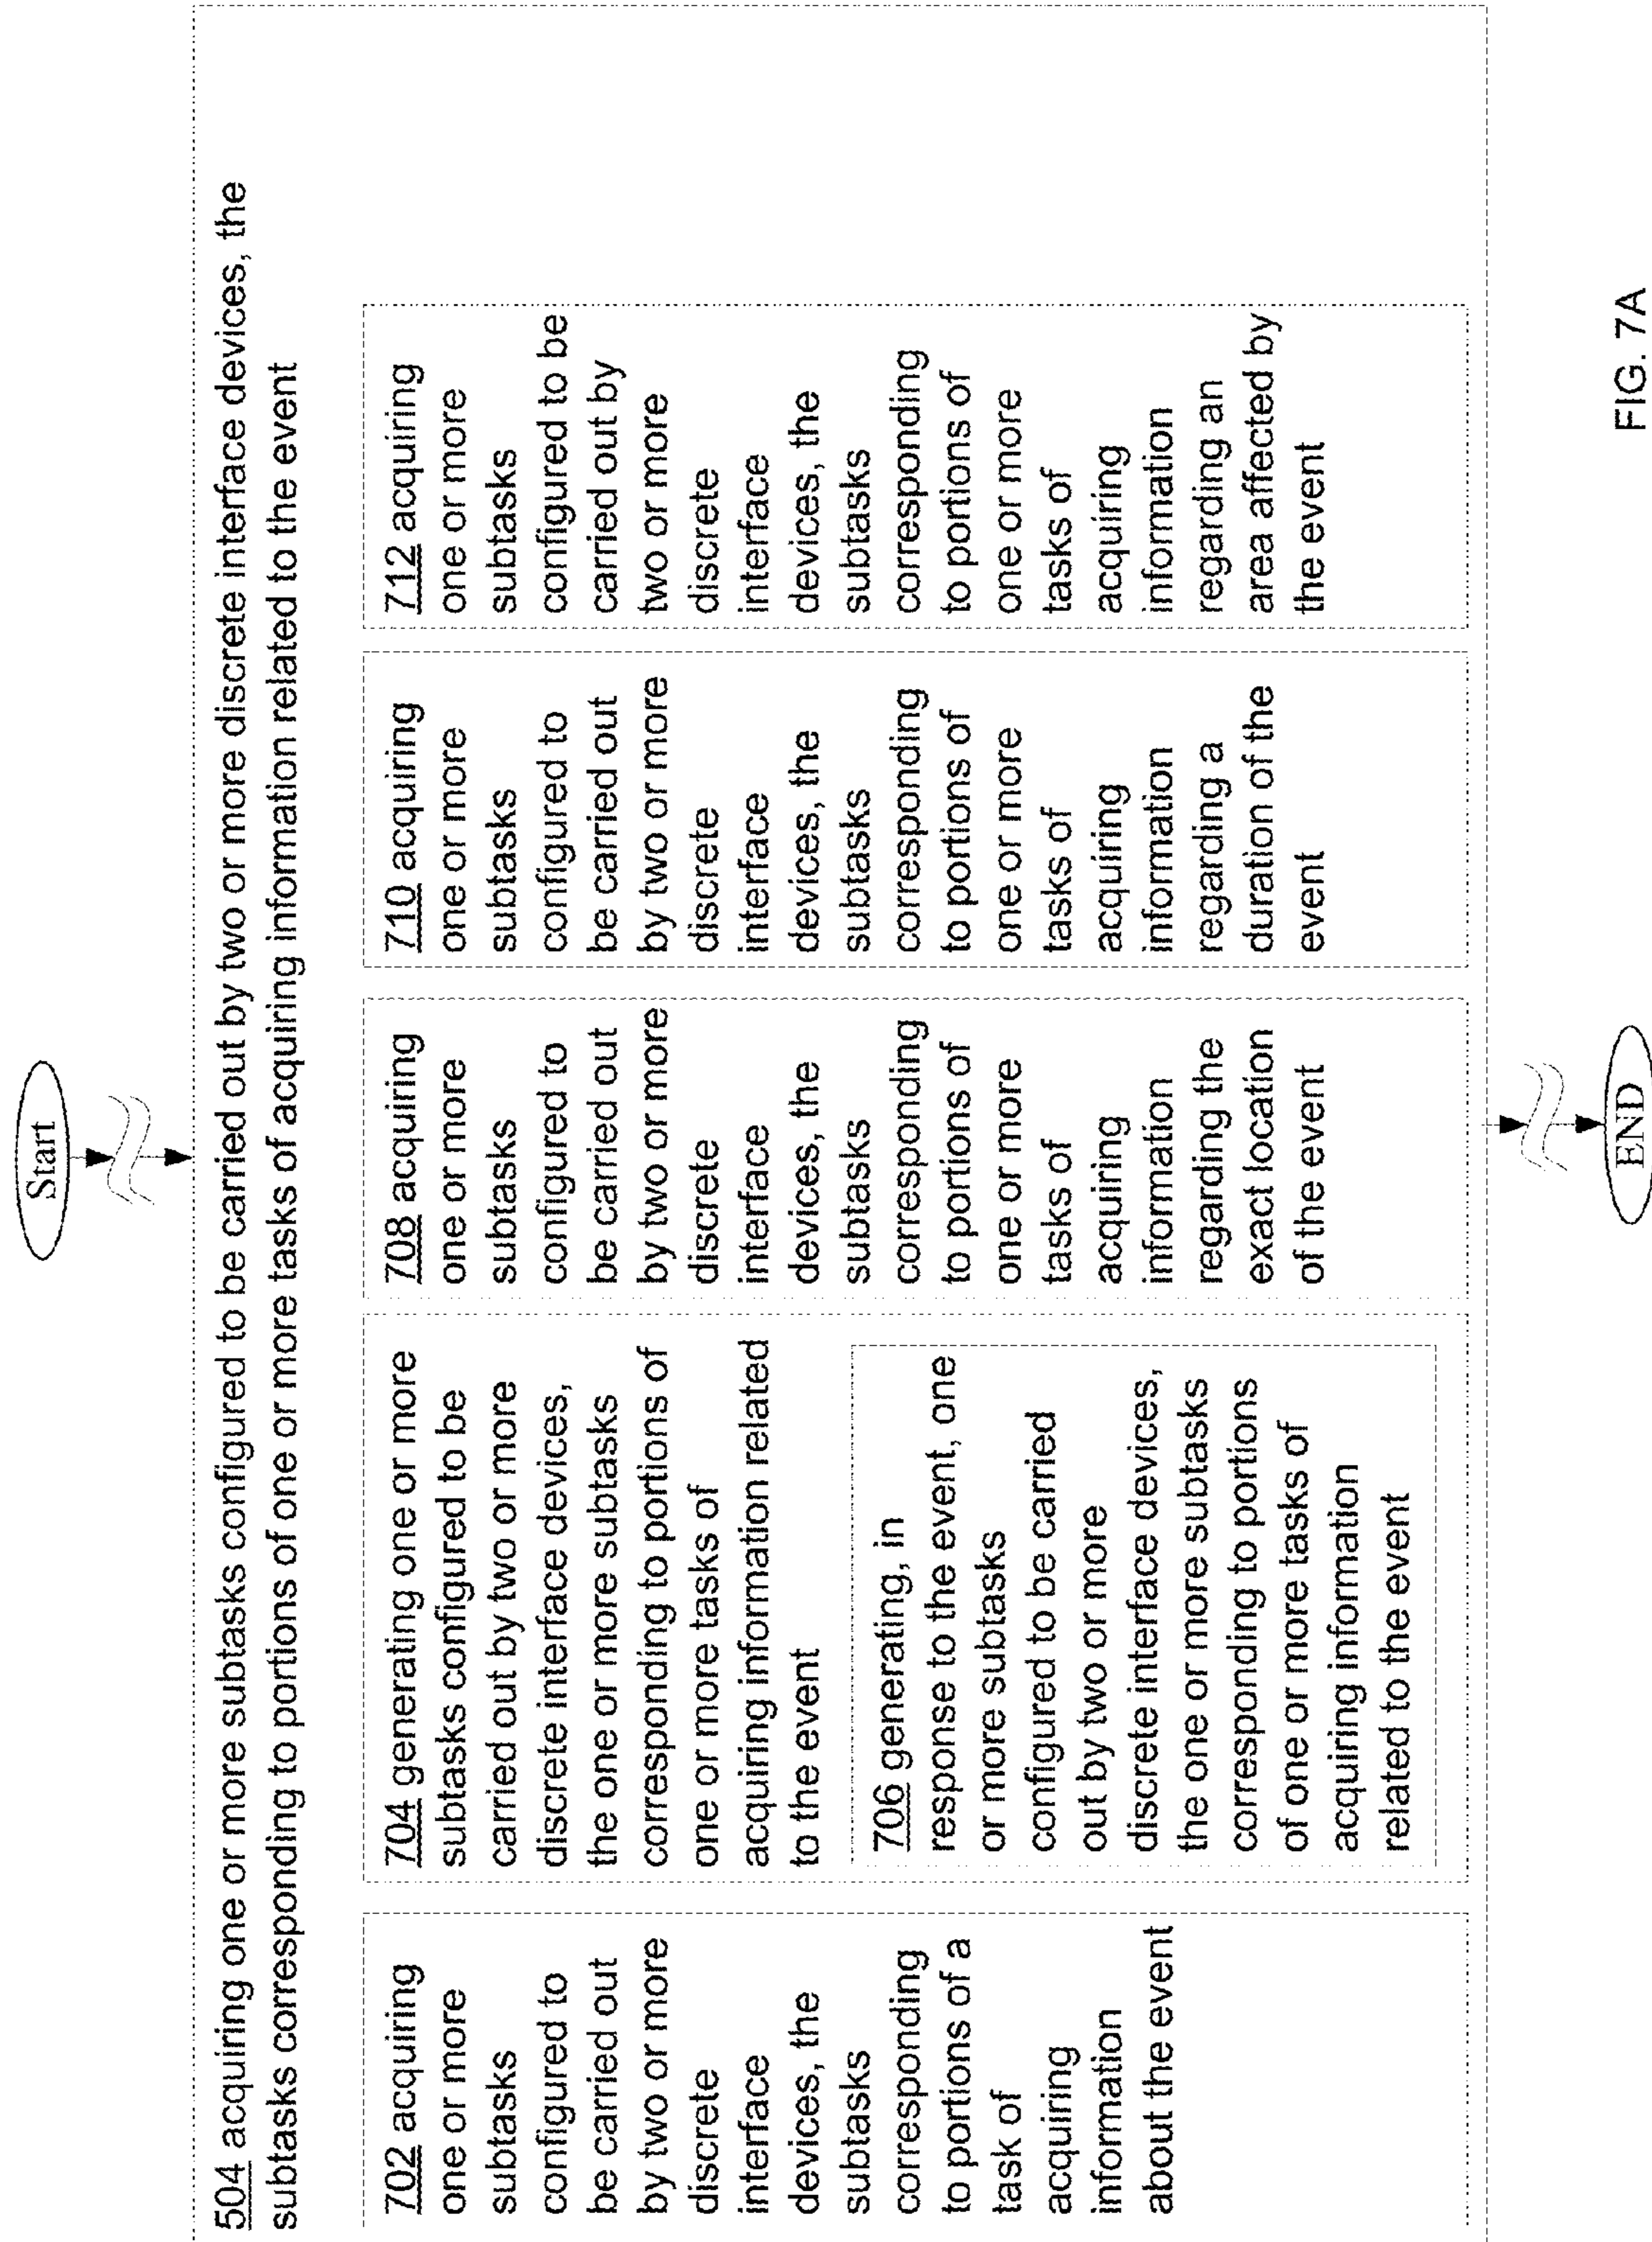 Start
504 acquiring one or more subtasks configured to be carried out by two or more discrete interface devices, the
subtasks corresponding to portions of one or more tasks of acquiring information related to the event
702 acquiring
one or more
subtasks
configured to
be carried out
by two or more
discrete
interface
devices, the
subtasks
corresponding
to portions of a
task of
acquiring
information
about the event
704 generating one or more
subtasks configured to be
carried out by two or more
discrete interface devices,
the one or more subtasks
corresponding to portions of
one or more tasks of
acquiring information related
to the event
706 generating, in
response to the event, one
or more subtasks
configured to be carried
out by two or more
discrete interface devices,
the one or more subtasks
corresponding to portions
of one or more tasks of
acquiring information
related to the event
708 acquiring
one or more
subtasks
configured to
be carried out
by two or more
discrete
interface
devices, the
subtasks
corresponding
to portions of
one or more
tasks of
acquiring
information
regarding the
exact location
of the event
710 acquiring
one or more
subtasks
configured to
be carried out
by two or more
discrete
interface
devices, the
subtasks
corresponding
to portions of
one or more
tasks of
acquiring
information
regarding a
duration of the
event
712 acquiring
one or more
subtasks
configured to be
carried out by
two or more
discrete
interface
devices, the
subtasks
corresponding
to portions of
one or more
tasks of
acquiring
information
regarding an
area affected by
the event
END
FIG. 7A